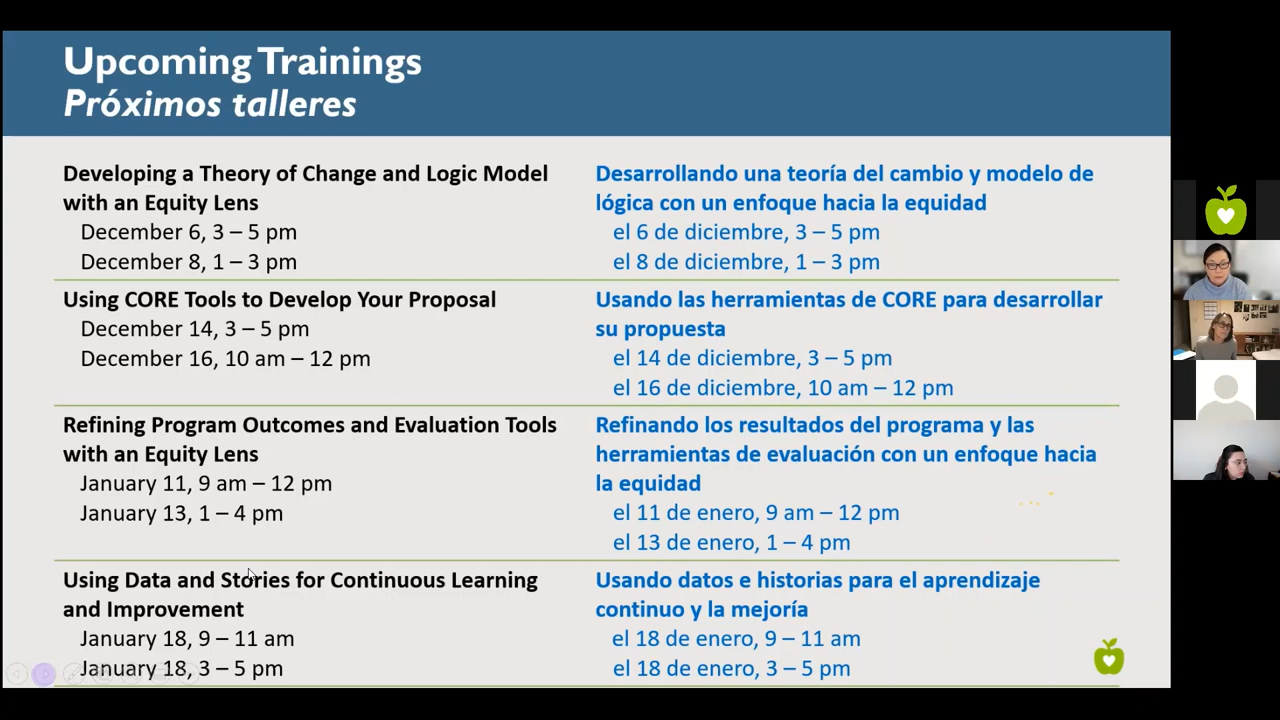 Upcoming Trainings
Próximos talleres
Developing a Theory of Change and Logic Model
with an Equity Lens
December 6, 3 – 5 pm
December 8, 1 – 3 pm
Desarrollando una teoría del cambio y modelo de
lógica con un enfoque hacia la equidad
el 6 de diciembre, 3 – 5 pm
el 8 de diciembre, 1 – 3 pm
Using CORE Tools to Develop Your Proposal
December 14, 3 – 5 pm
December 16, 10 am – 12 pm
Usando las herramientas de CORE para desarrollar
su propuesta
el 14 de diciembre, 3 – 5 pm
el 16 de diciembre, 10 am – 12 pm
Refining Program Outcomes and Evaluation Tools
with an Equity Lens
January 11, 9 am – 12 pm
January 13, 1 – 4 pm
Refinando los resultados del programa y las
herramientas de evaluación con un enfoque hacia
la equidad
el 11 de enero, 9 am – 12 pm
el 13 de enero, 1 – 4 pm
Using Data and Stories for Continuous Learning
and Improvement
January 18, 9 – 11 am
January 18, 3 – 5 pm
Usando datos e historias para el aprendizaje
continuo y la mejoría
el 18 de enero, 9 – 11 am
el 18 de enero, 3 – 5 pm